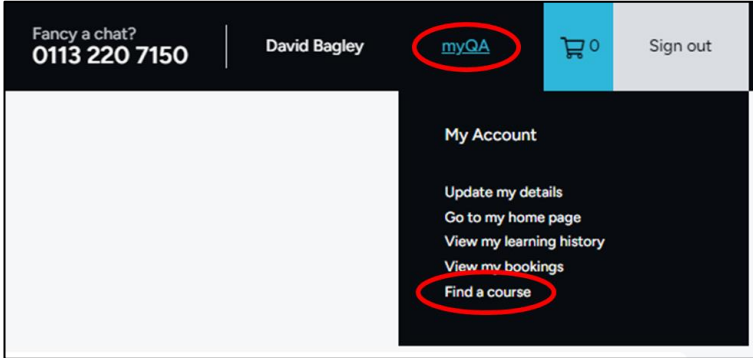 Fancy a chat?
0113 220 7150
David Bagley
myQA
0
Sign out
My Account
Update my details
Go to my home page
View my learning history
View my bookings
Find a course